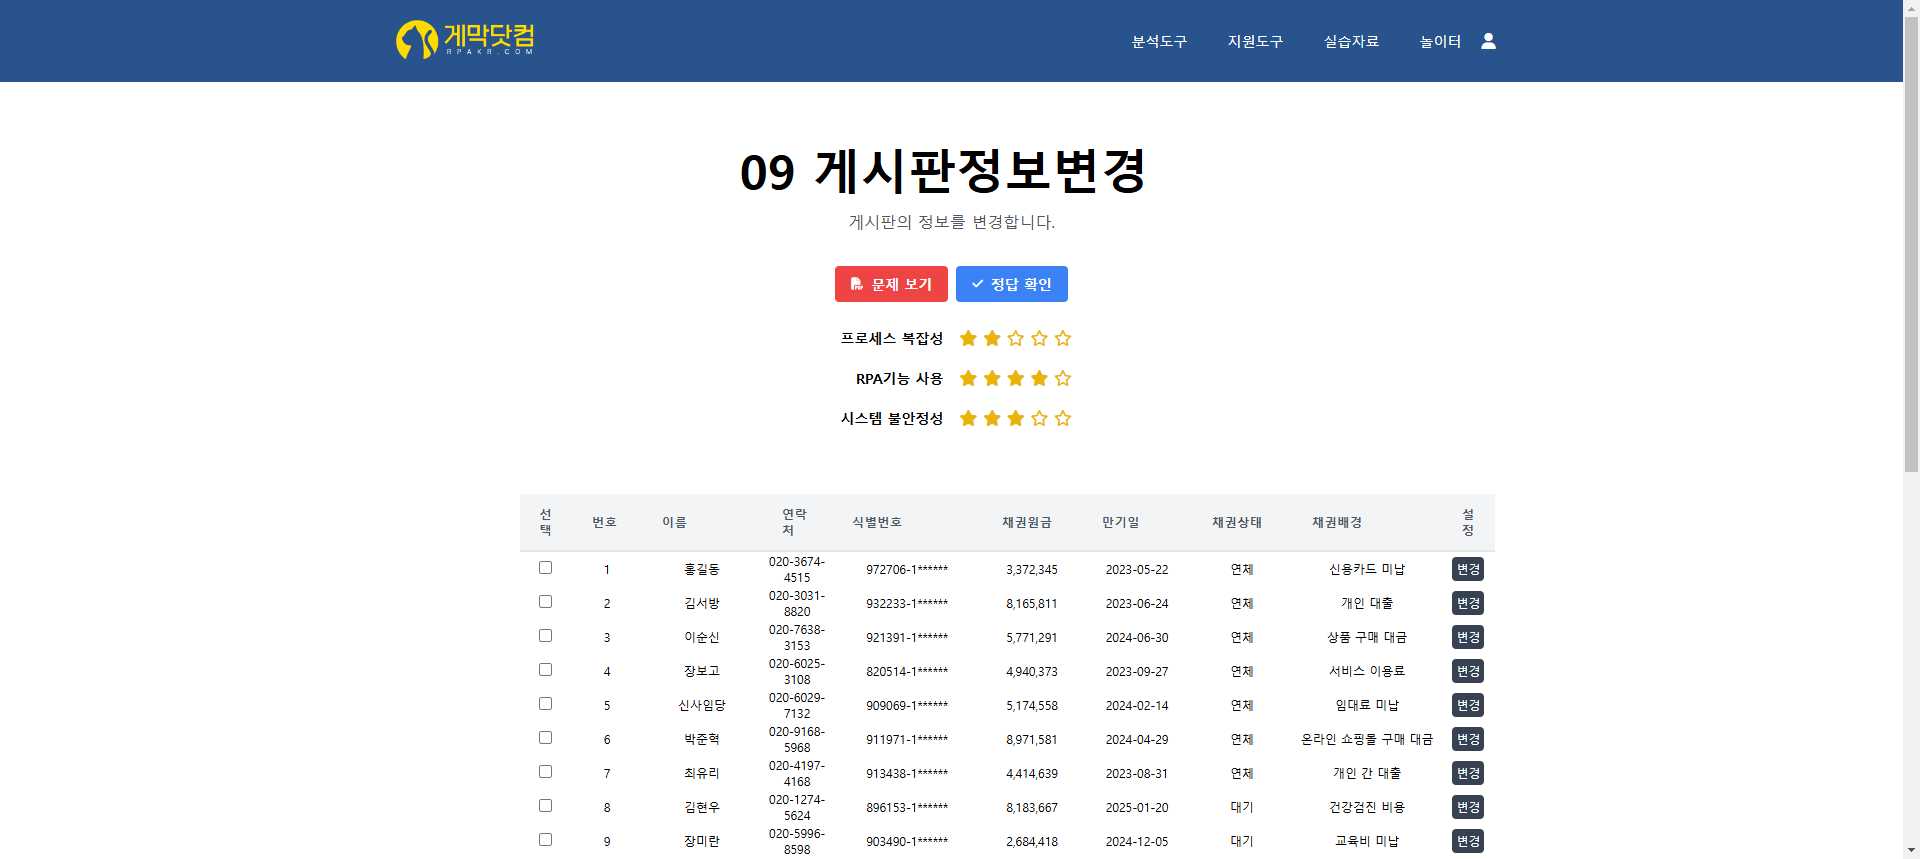 게막닷컴
RPAKR.COM
분석도구 지원도구 실습자료 놀이터
09 게시판정보변경
게시판의 정보를 변경합니다.
문제 보기 정답 확인
프로세스 복잡성
RPA기능 사용
시스템 불안정성
선택 번호 이름 연락처 식별번호 채권원금 만기일 채권상태 채권배경 설정
1 홍길동 020-3674-4515 972706-1****** 3,372,345 2023-05-22 연체 신용카드 미납 변경
2 김서방 020-3031-8820 932233-1****** 8,165,811 2023-06-24 연체 개인 대출 변경
3 이순신 020-7638-3153 921391-1****** 5,771,291 2024-06-30 연체 상품 구매 대금 변경
4 장보고 020-6025-3108 820514-1****** 4,940,373 2023-09-27 연체 서비스 이용료 변경
5 신사임당 020-6029-7132 909069-1****** 5,174,558 2024-02-14 연체 임대료 미납 변경
6 박준혁 020-9168-5968 911971-1****** 8,971,581 2024-04-29 연체 온라인 쇼핑몰 구매 대금 변경
7 최유리 020-4197-4168 913438-1****** 4,414,639 2023-08-31 연체 개인 간 대출 변경
8 김현우 020-1274-5624 896153-1****** 8,183,667 2025-01-20 대기 건강검진 비용 변경
9 장미란 020-5996-8598 903490-1****** 2,684,418 2024-12-05 대기 교육비 미납 변경